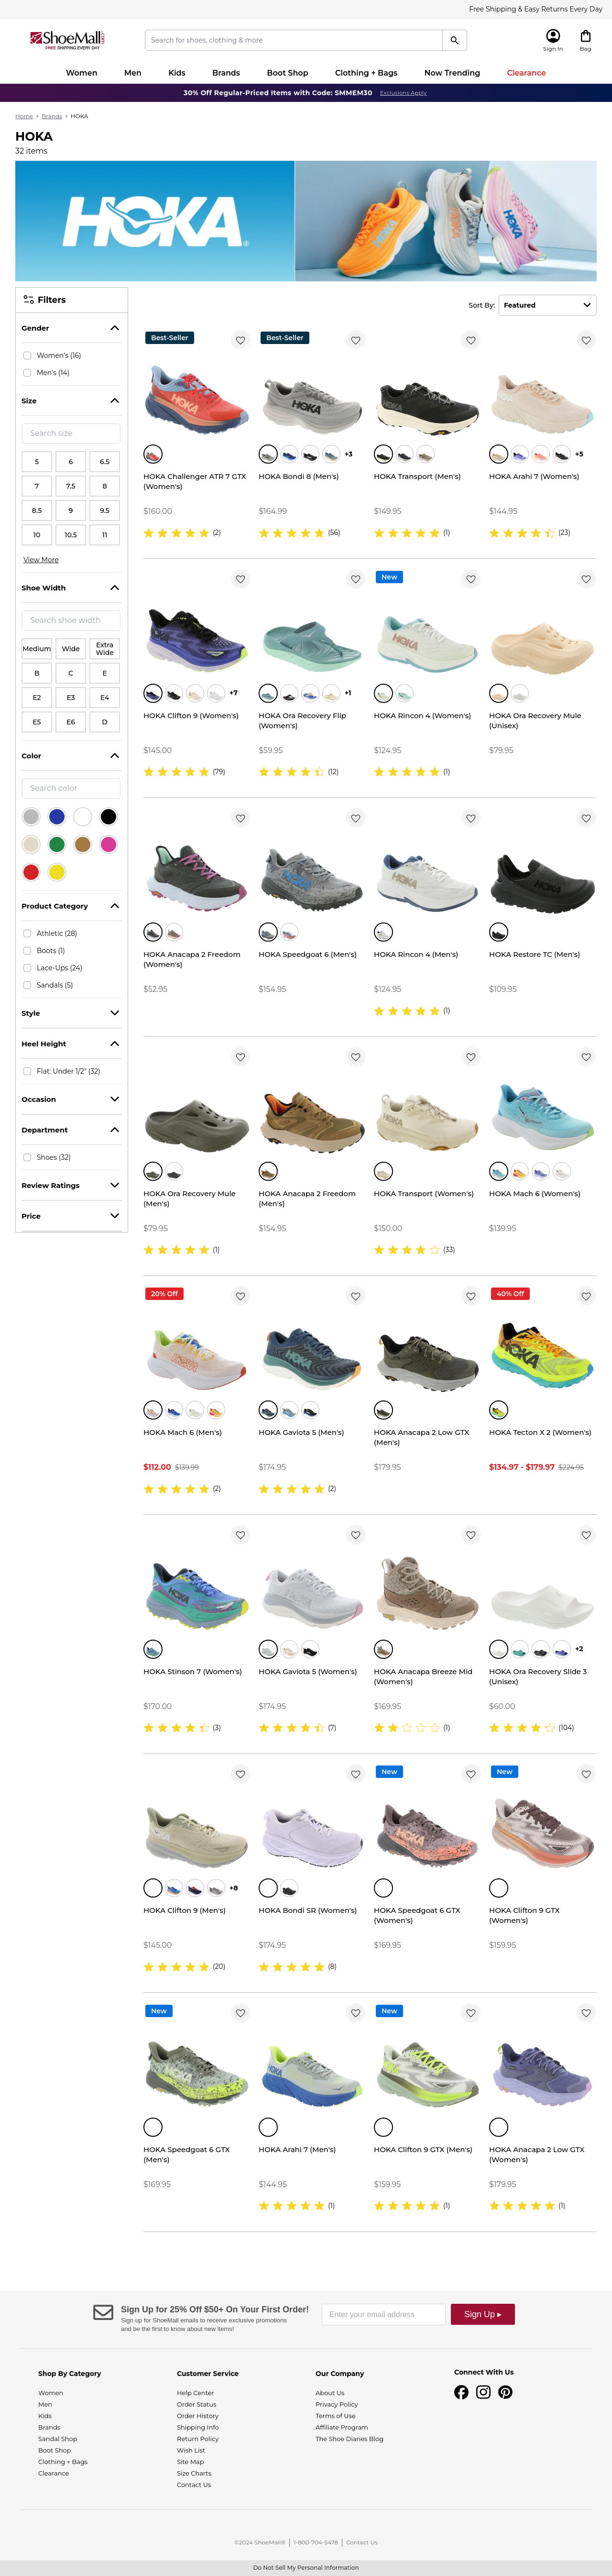 Free Shipping & Easy Returns Every Day
ShoeMall
FREE SHIPPING EVERY DAY
Search for shoes, clothing & more
Sign In
Bag
Women
Men
Kids
Brands
Boot Shop
Clothing + Bags
Now Trending
Clearance
30% Off Regular-Priced Items with Code: SMMEM30 Exclusions Apply
Home › Brands › HOKA
HOKA
32 items
HOKA
Filters
Gender
Women's (16)
Men's (14)
Size
Search size
5 6 6.5
7 7.5 8
8.5 9 9.5
10 10.5 11
View More
Shoe Width
Search shoe width
Medium Wide Extra Wide
B C E
E2 E3 E4
E5 E6 D
Color
Search color
Product Category
Athletic (28)
Boots (1)
Lace-Ups (24)
Sandals (5)
Style
Heel Height
Flat: Under 1/2" (32)
Occasion
Department
Shoes (32)
Review Ratings
Price
Sort By: Featured
Best-Seller
HOKA Challenger ATR 7 GTX (Women's)
$160.00
(2)
Best-Seller
+3
HOKA Bondi 8 (Men's)
$164.99
(56)
HOKA Transport (Men's)
$149.95
(1)
+5
HOKA Arahi 7 (Women's)
$144.95
(23)
+7
HOKA Clifton 9 (Women's)
$145.00
(79)
+1
HOKA Ora Recovery Flip (Women's)
$59.95
(12)
New
HOKA Rincon 4 (Women's)
$124.95
(1)
HOKA Ora Recovery Mule (Unisex)
$79.95
HOKA Anacapa 2 Freedom (Women's)
$52.95
HOKA Speedgoat 6 (Men's)
$154.95
HOKA Rincon 4 (Men's)
$124.95
(1)
HOKA Restore TC (Men's)
$109.95
HOKA Ora Recovery Mule (Men's)
$79.95
(1)
HOKA Anacapa 2 Freedom (Men's)
$154.95
HOKA Transport (Women's)
$150.00
(33)
HOKA Mach 6 (Women's)
$139.95
20% Off
HOKA Mach 6 (Men's)
$112.00 $139.99
(2)
HOKA Gaviota 5 (Men's)
$174.95
(2)
HOKA Anacapa 2 Low GTX (Men's)
$179.95
40% Off
HOKA Tecton X 2 (Women's)
$134.97 - $179.97 $224.95
HOKA Stinson 7 (Women's)
$170.00
(3)
HOKA Gaviota 5 (Women's)
$174.95
(7)
HOKA Anacapa Breeze Mid (Women's)
$169.95
(1)
+2
HOKA Ora Recovery Slide 3 (Unisex)
$60.00
(104)
+8
HOKA Clifton 9 (Men's)
$145.00
(20)
HOKA Bondi SR (Women's)
$174.95
(8)
New
HOKA Speedgoat 6 GTX (Women's)
$169.95
New
HOKA Clifton 9 GTX (Women's)
$159.95
New
HOKA Speedgoat 6 GTX (Men's)
$169.95
HOKA Arahi 7 (Men's)
$144.95
(1)
New
HOKA Clifton 9 GTX (Men's)
$159.95
(1)
HOKA Anacapa 2 Low GTX (Women's)
$179.95
(1)
Sign Up for 25% Off $50+ On Your First Order!
Sign up for ShoeMall emails to receive exclusive promotions
and be the first to know about new items!
Enter your email address
Sign Up ▸
Shop By Category
Women
Men
Kids
Brands
Sandal Shop
Boot Shop
Clothing + Bags
Clearance
Customer Service
Help Center
Order Status
Order History
Shipping Info
Return Policy
Wish List
Site Map
Size Charts
Contact Us
Our Company
About Us
Privacy Policy
Terms of Use
Affiliate Program
The Shoe Diaries Blog
Connect With Us
©2024 ShoeMall® | 1-800-704-5478 | Contact Us
Do Not Sell My Personal Information